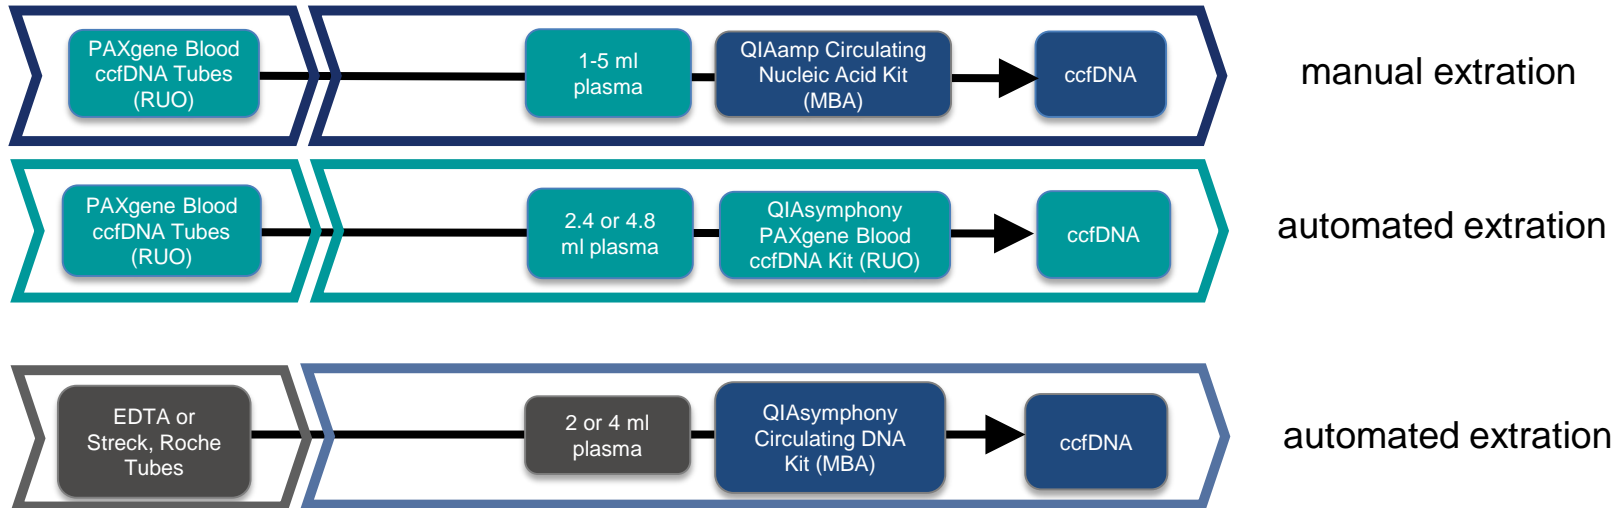 PAXgene Blood
ccfDNA Tubes
(RUO)
1-5 ml
plasma
QIAamp Circulating
Nucleic Acid Kit
(MBA)
ccfDNA
manual extration
PAXgene Blood
ccfDNA Tubes
(RUO)
2.4 or 4.8
ml plasma
QIAsymphony
PAXgene Blood
ccfDNA Kit (RUO)
ccfDNA
automated extration
EDTA or
Streck, Roche
Tubes
2 or 4 ml
plasma
QIAsymphony
Circulating DNA
Kit (MBA)
ccfDNA
automated extration